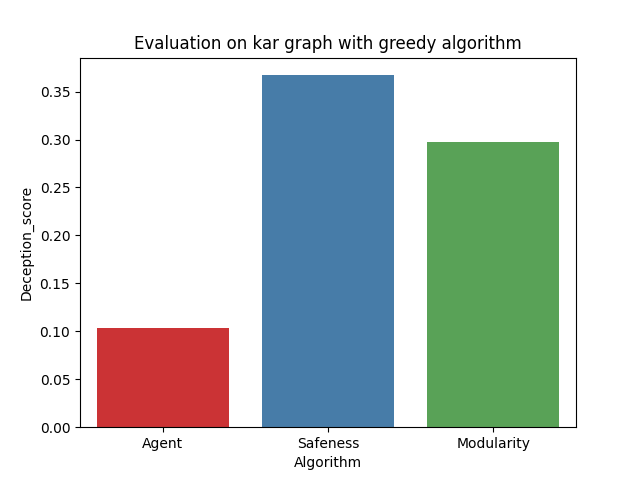 Evaluation on kar graph with greedy algorithm
Deception_score
0.35
0.30
0.25
0.20
0.15
0.10
0.05
0.00
Agent Safeness Modularity
Algorithm